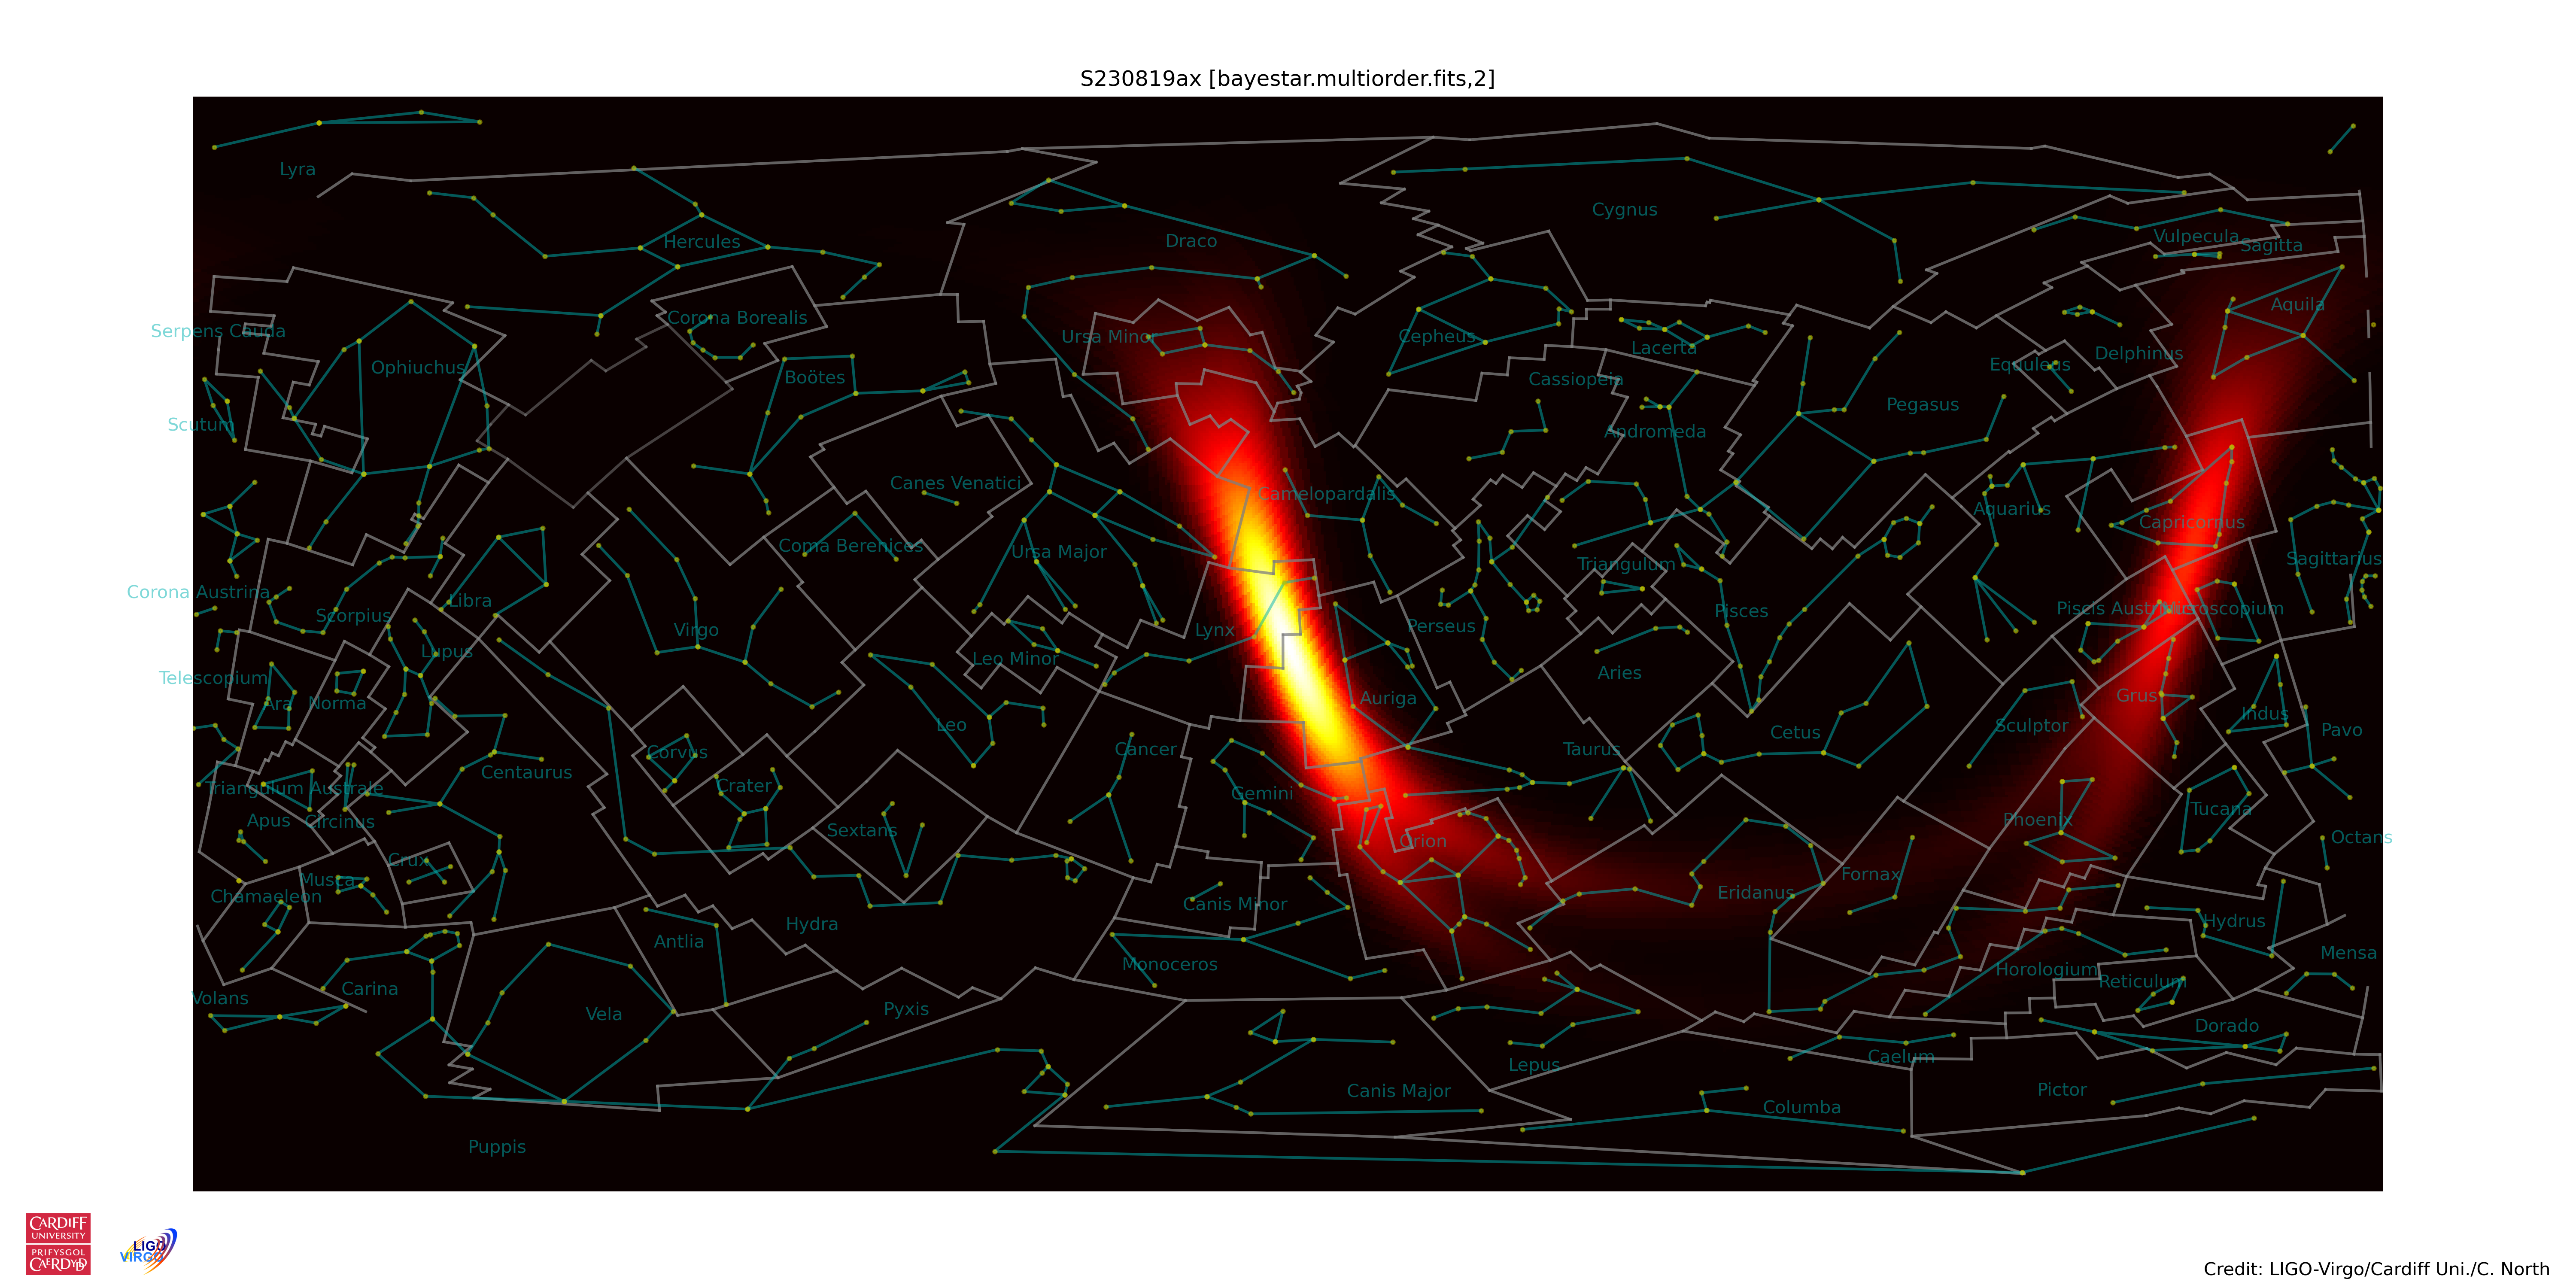 S230819ax [bayestar.multiorder.fits,2]
Lyra
Cygnus
Hercules
Draco
Vulpecula
Sagitta
Aquila
Serpens Cauda
Corona Borealis
Ursa Minor
Cepheus
Lacerta
Delphinus
Ophiuchus
Boötes
Cassiopeia
Equuleus
Pegasus
Scutum
Andromeda
Canes Venatici
Camelopardalis
Aquarius
Capricornus
Coma Berenices
Ursa Major
Triangulum
Sagittarius
Corona Austrina
Libra
Scorpius
Virgo
Lynx
Perseus
Pisces
Piscis Austrinus
Microscopium
Lupus
Leo Minor
Aries
Telescopium
Ara
Norma
Auriga
Grus
Indus
Leo
Sculptor
Pavo
Corvus
Cancer
Taurus
Cetus
Centaurus
Triangulum Australe
Crater
Gemini
Tucana
Apus
Circinus
Sextans
Orion
Phoenix
Octans
Crux
Musca
Chamaeleon
Fornax
Eridanus
Canis Minor
Hydra
Hydrus
Antlia
Monoceros
Mensa
Horologium
Reticulum
Carina
Volans
Vela
Pyxis
Dorado
Lepus
Caelum
Canis Major
Pictor
Columba
Puppis
CARDIFF
UNIVERSITY
PRIFYSGOL
CAERDYDD
LIGO
VIRGO
Credit: LIGO-Virgo/Cardiff Uni./C. North